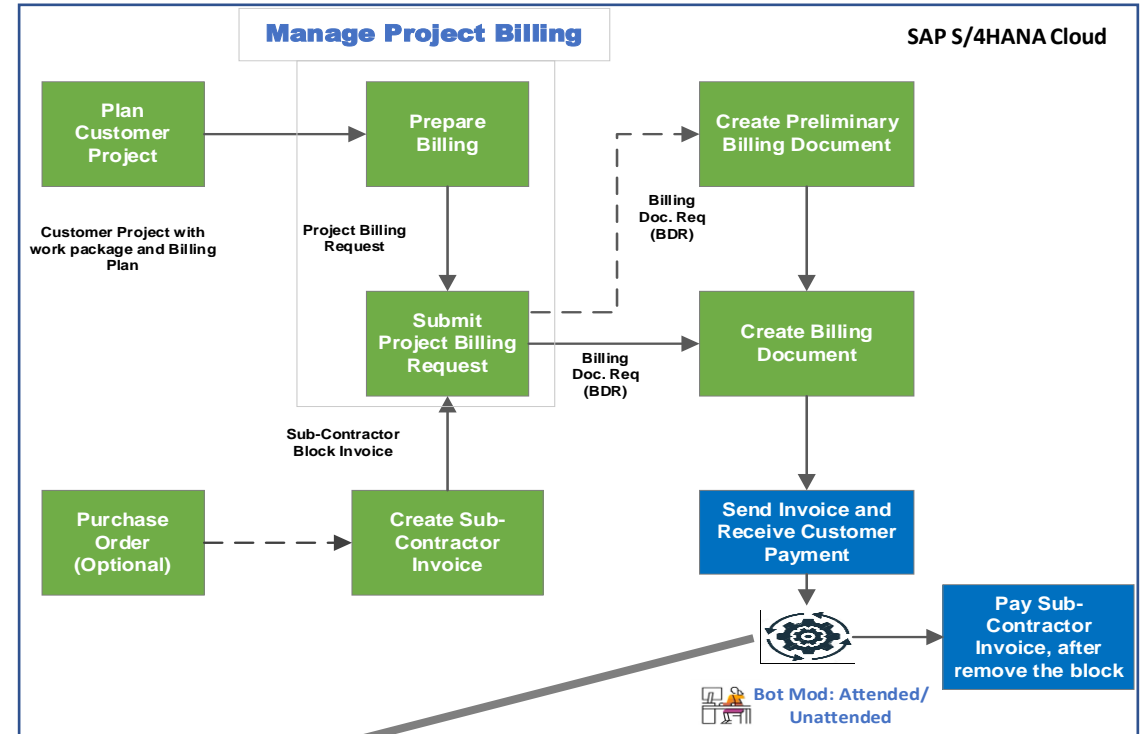 Manage Project Billing
SAP S/4HANA Cloud
Plan
Customer
Project
Prepare
Billing
Create Preliminary
Billing Document
Customer Project with
work package and Billing
Plan
Project Billing
Request
Billing
Doc. Req
(BDR)
Submit
Project Billing
Request
Create Billing
Document
Billing
Doc. Req
(BDR)
Sub-Contractor
Block Invoice
Purchase
Order
(Optional)
Create Sub-
Contractor
Invoice
Send Invoice and
Receive Customer
Payment
Pay Sub-
Contractor
Invoice, after
remove the block
Bot Mod: Attended/
Unattended